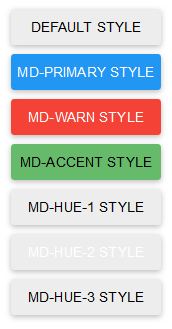 DEFAULT STYLE
MD-PRIMARY STYLE
MD-WARN STYLE
MD-ACCENT STYLE
MD-HUE-1 STYLE
MD-HUE-2 STYLE
MD-HUE-3 STYLE